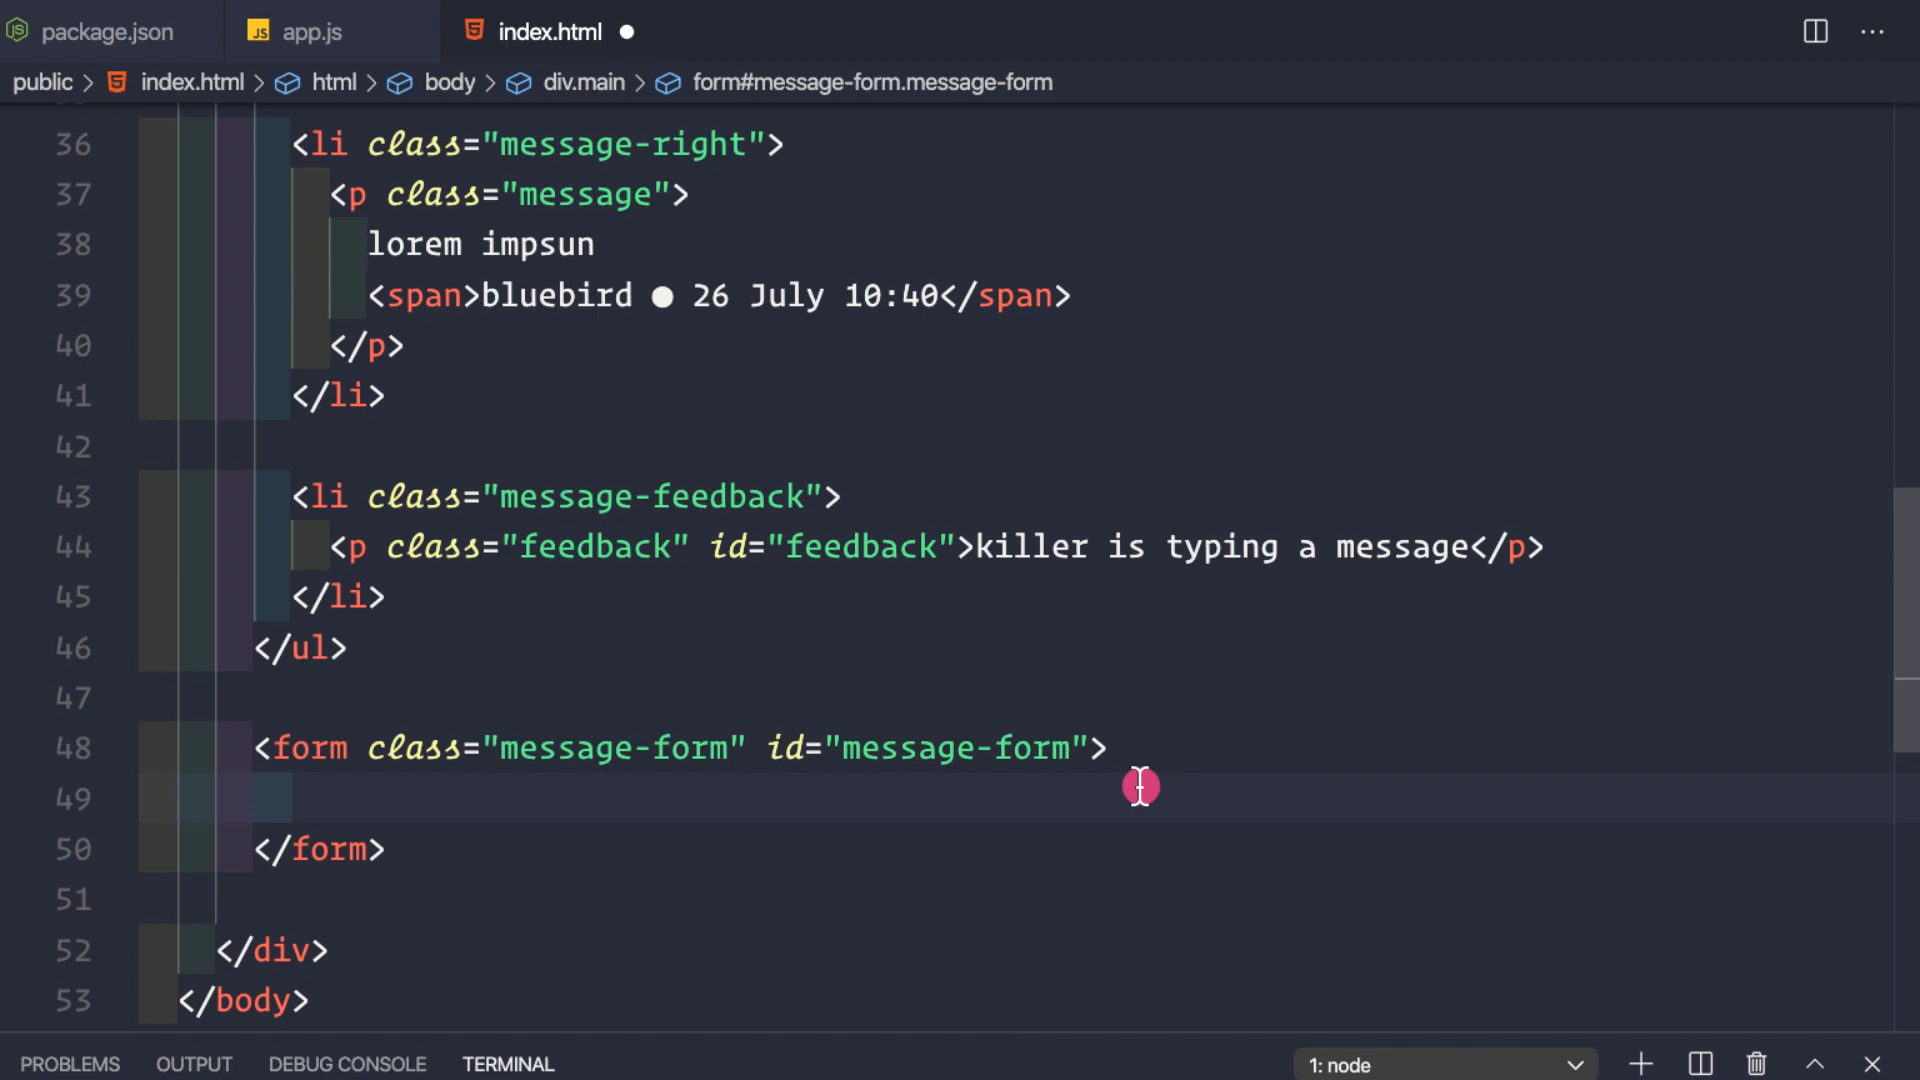 package.json
JS app.js
index.html
public > index.html > html > body > div.main > form#message-form.message-form
36 <li class="message-right">
37 <p class="message">
38 lorem impsun
39 <span>bluebird ● 26 July 10:40</span>
40 </p>
41 </li>
42
43 <li class="message-feedback">
44 <p class="feedback" id="feedback">killer is typing a message</p>
45 </li>
46 </ul>
47
48 <form class="message-form" id="message-form">
49
50 </form>
51
52 </div>
53 </body>
PROBLEMS OUTPUT DEBUG CONSOLE TERMINAL 1: node